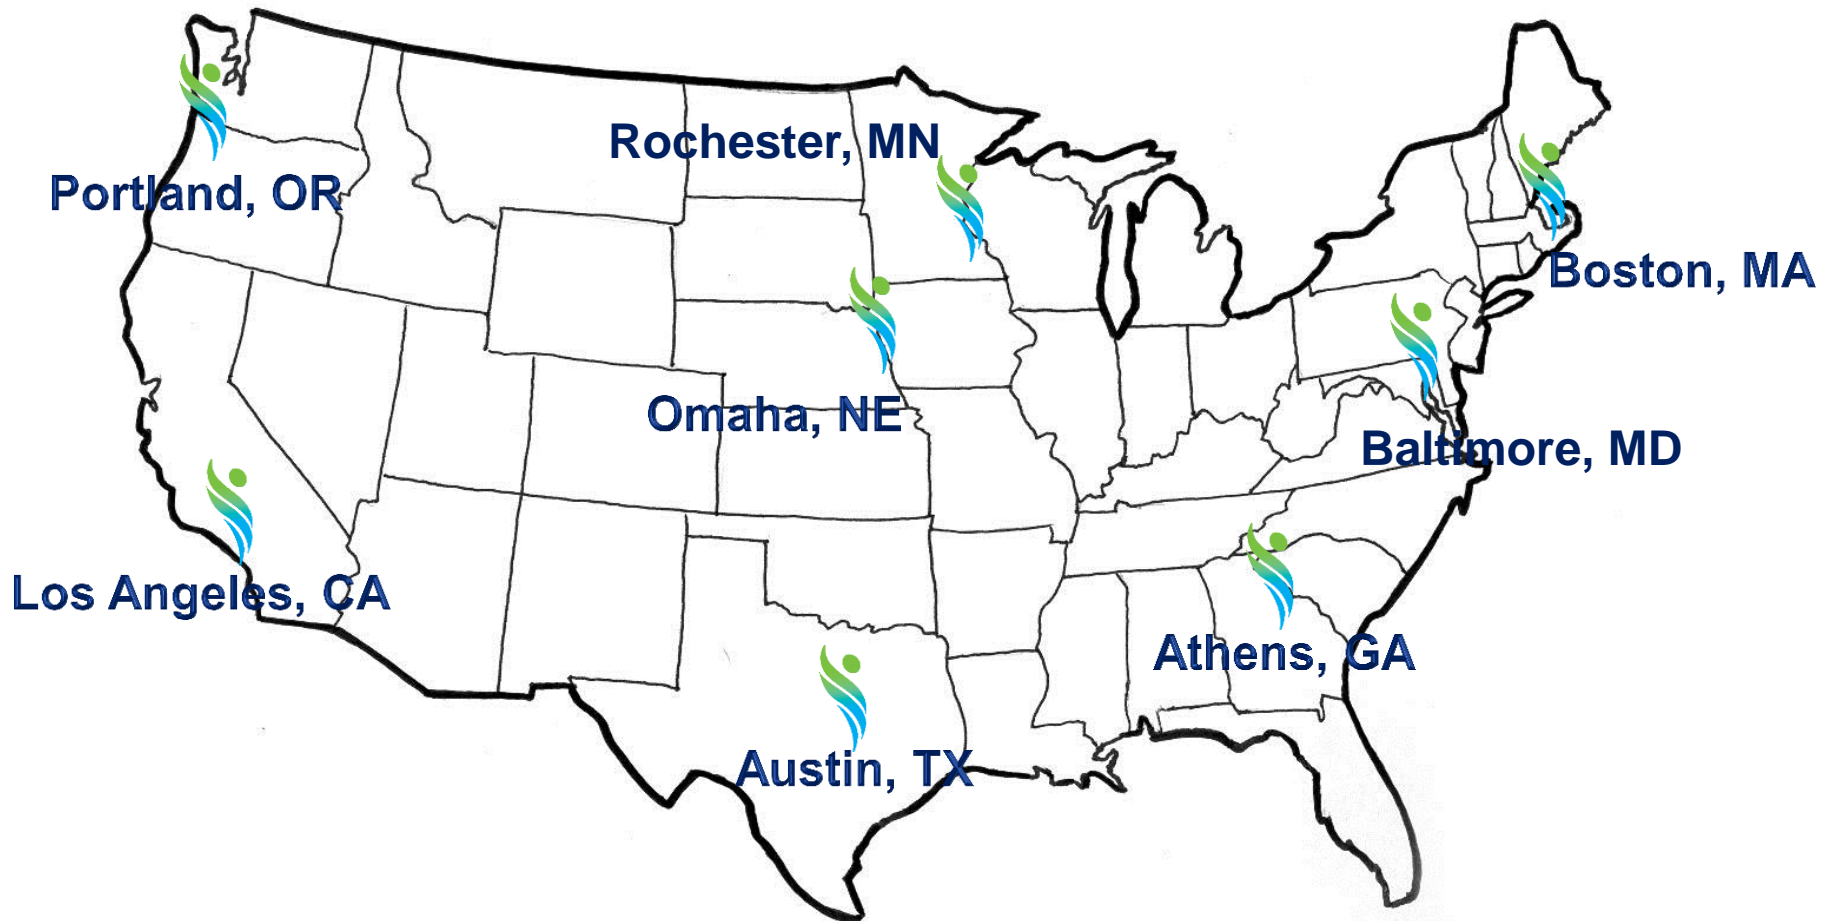 Rochester, MN
Portland, OR
Boston, MA
Omaha, NE
Baltimore, MD
Los Angeles, CA
Athens, GA
Austin, TX